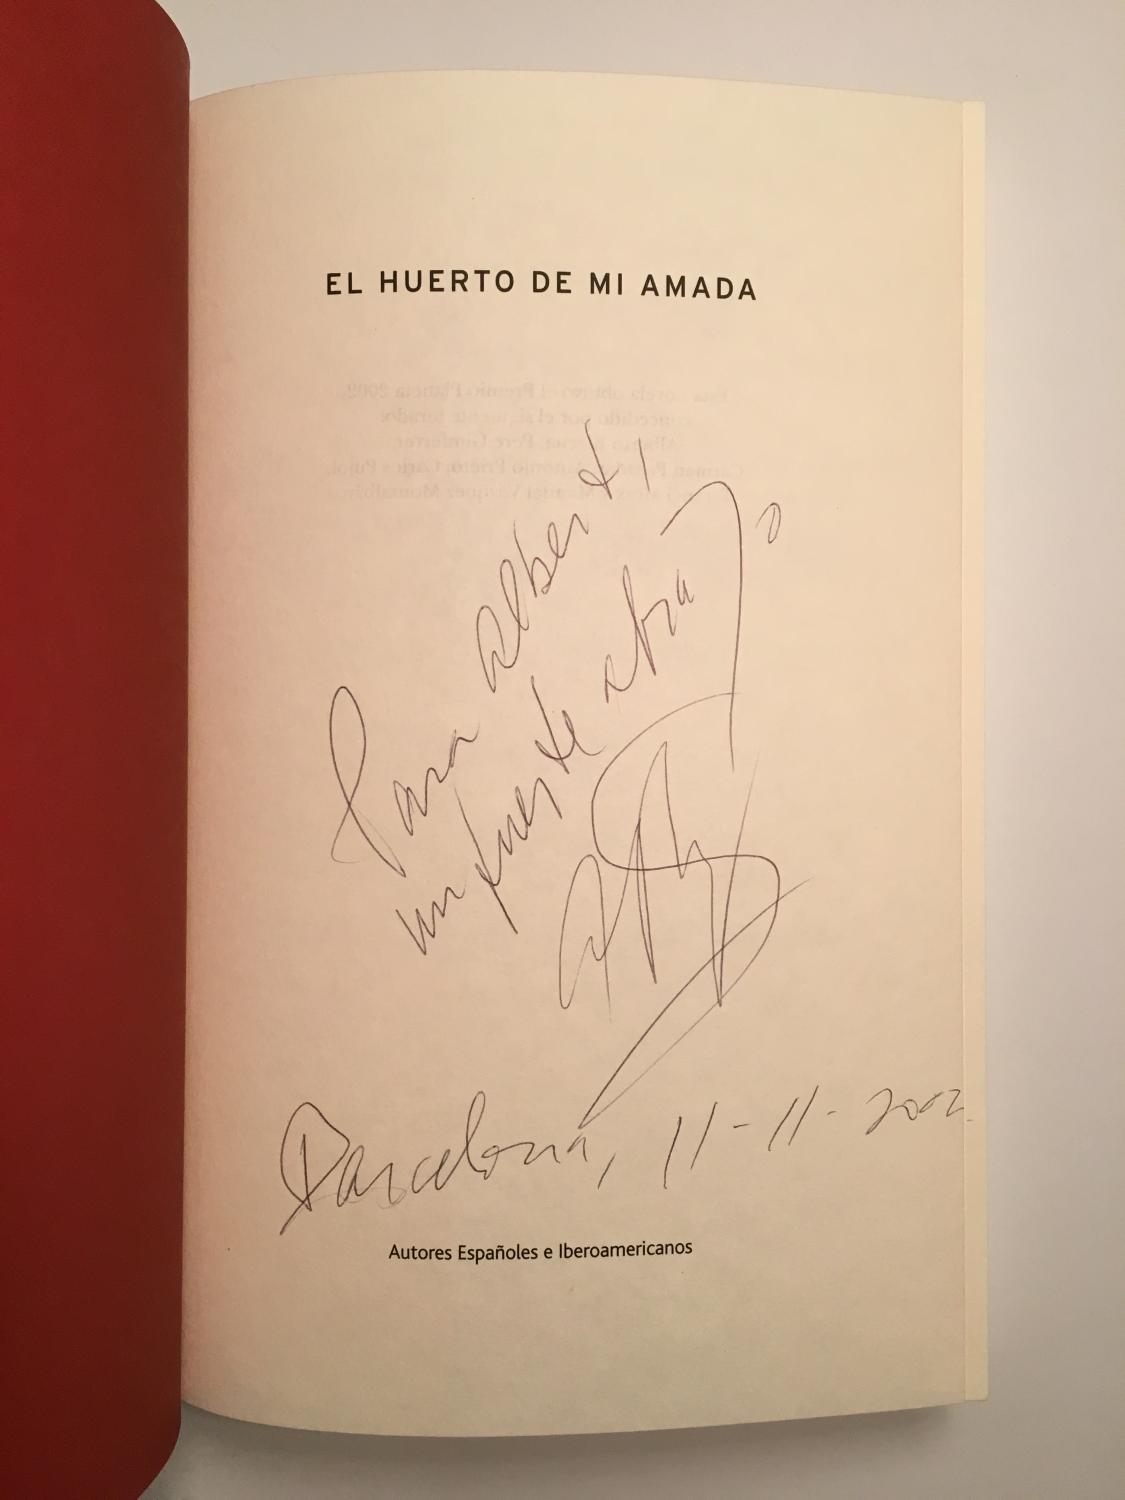 EL HUERTO DE MI AMADA
Para Albert,
un fuerte abrazo
Barcelona, 11-11-2002
Autores Españoles e Iberoamericanos